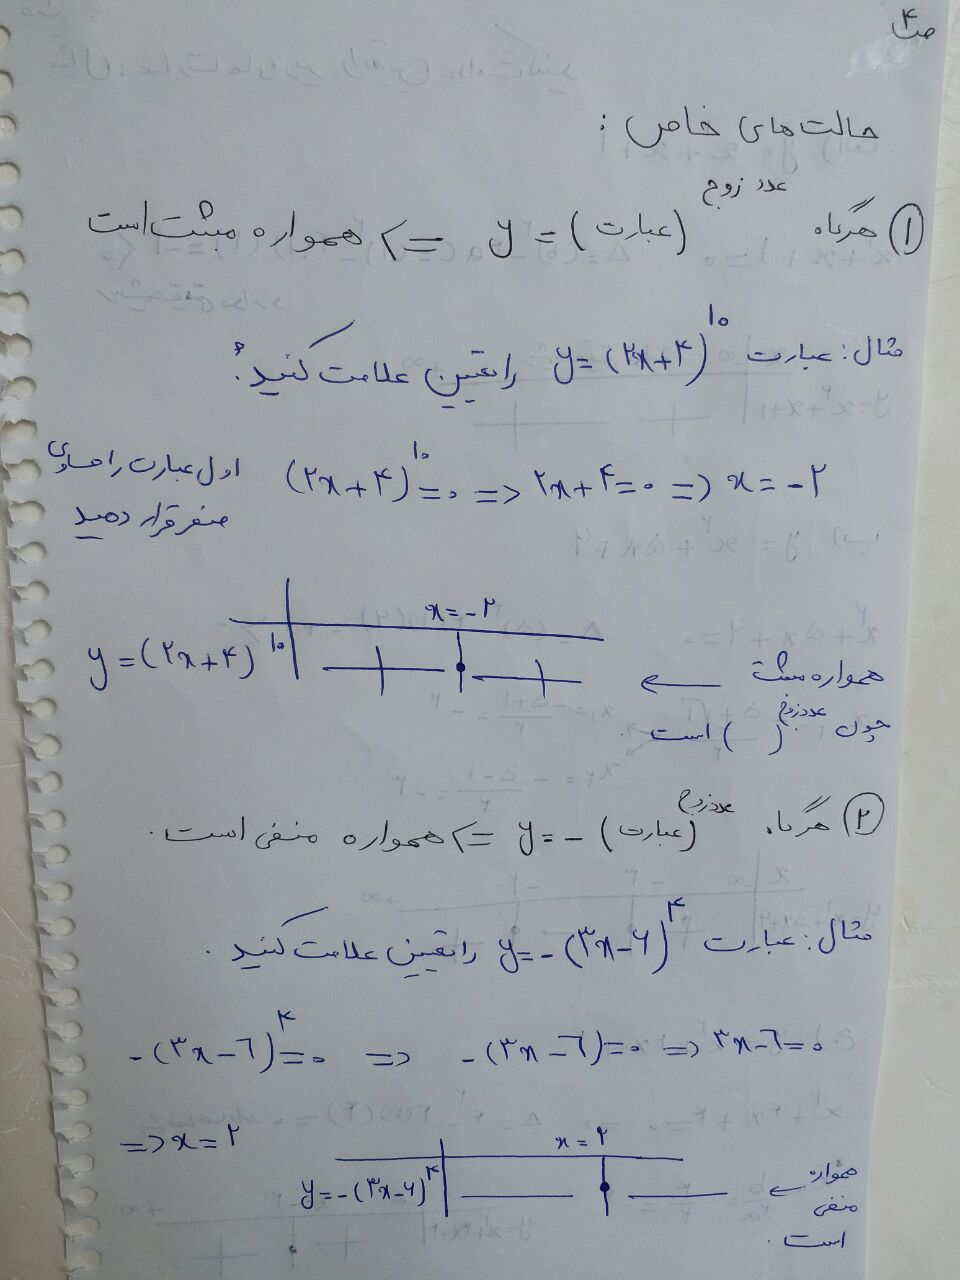 صـ ۴
حالت های خاص :
۱ هرگاه y = (عبارت)^عدد زوج => همواره مثبت است
مثال : عبارت y = (۲x+۴)^۱۰ را تعیین علامت کنید؟
(۲x+۴)^۱۰ = ۰ => ۲x+۴=۰ => x = -۲ اول عبارت را مساوی
صفر قرار دهید
x = -۲
y = (۲x+۴)^۱۰ + + ← همواره مثبت
چون ( )^عدد زوج است.
۲ هرگاه y = -(عبارت)^عدد زوج => همواره منفی است.
مثال : عبارت y = -(۳x-۶)^۴ را تعیین علامت کنید.
-(۳x-۶)^۴ = ۰ => -(۳x-۶)=۰ => ۳x-۶=۰
=> x = ۲
x = ۲
y = -(۳x-۶)^۴ - - ← همواره
منفی
است.